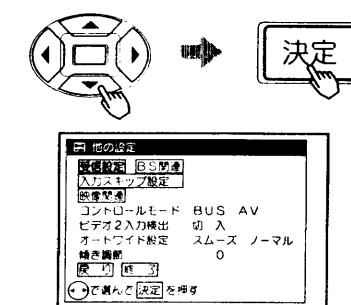 決定
他の設定
受信設定 BS関連
入力スキップ設定
映像関連
コントロールモード BUS AV
ビデオ2入力検出 切 入
オートワイド設定 スムーズ ノーマル
傾き調節 0
戻り 終了
で選んで 決定 を押す